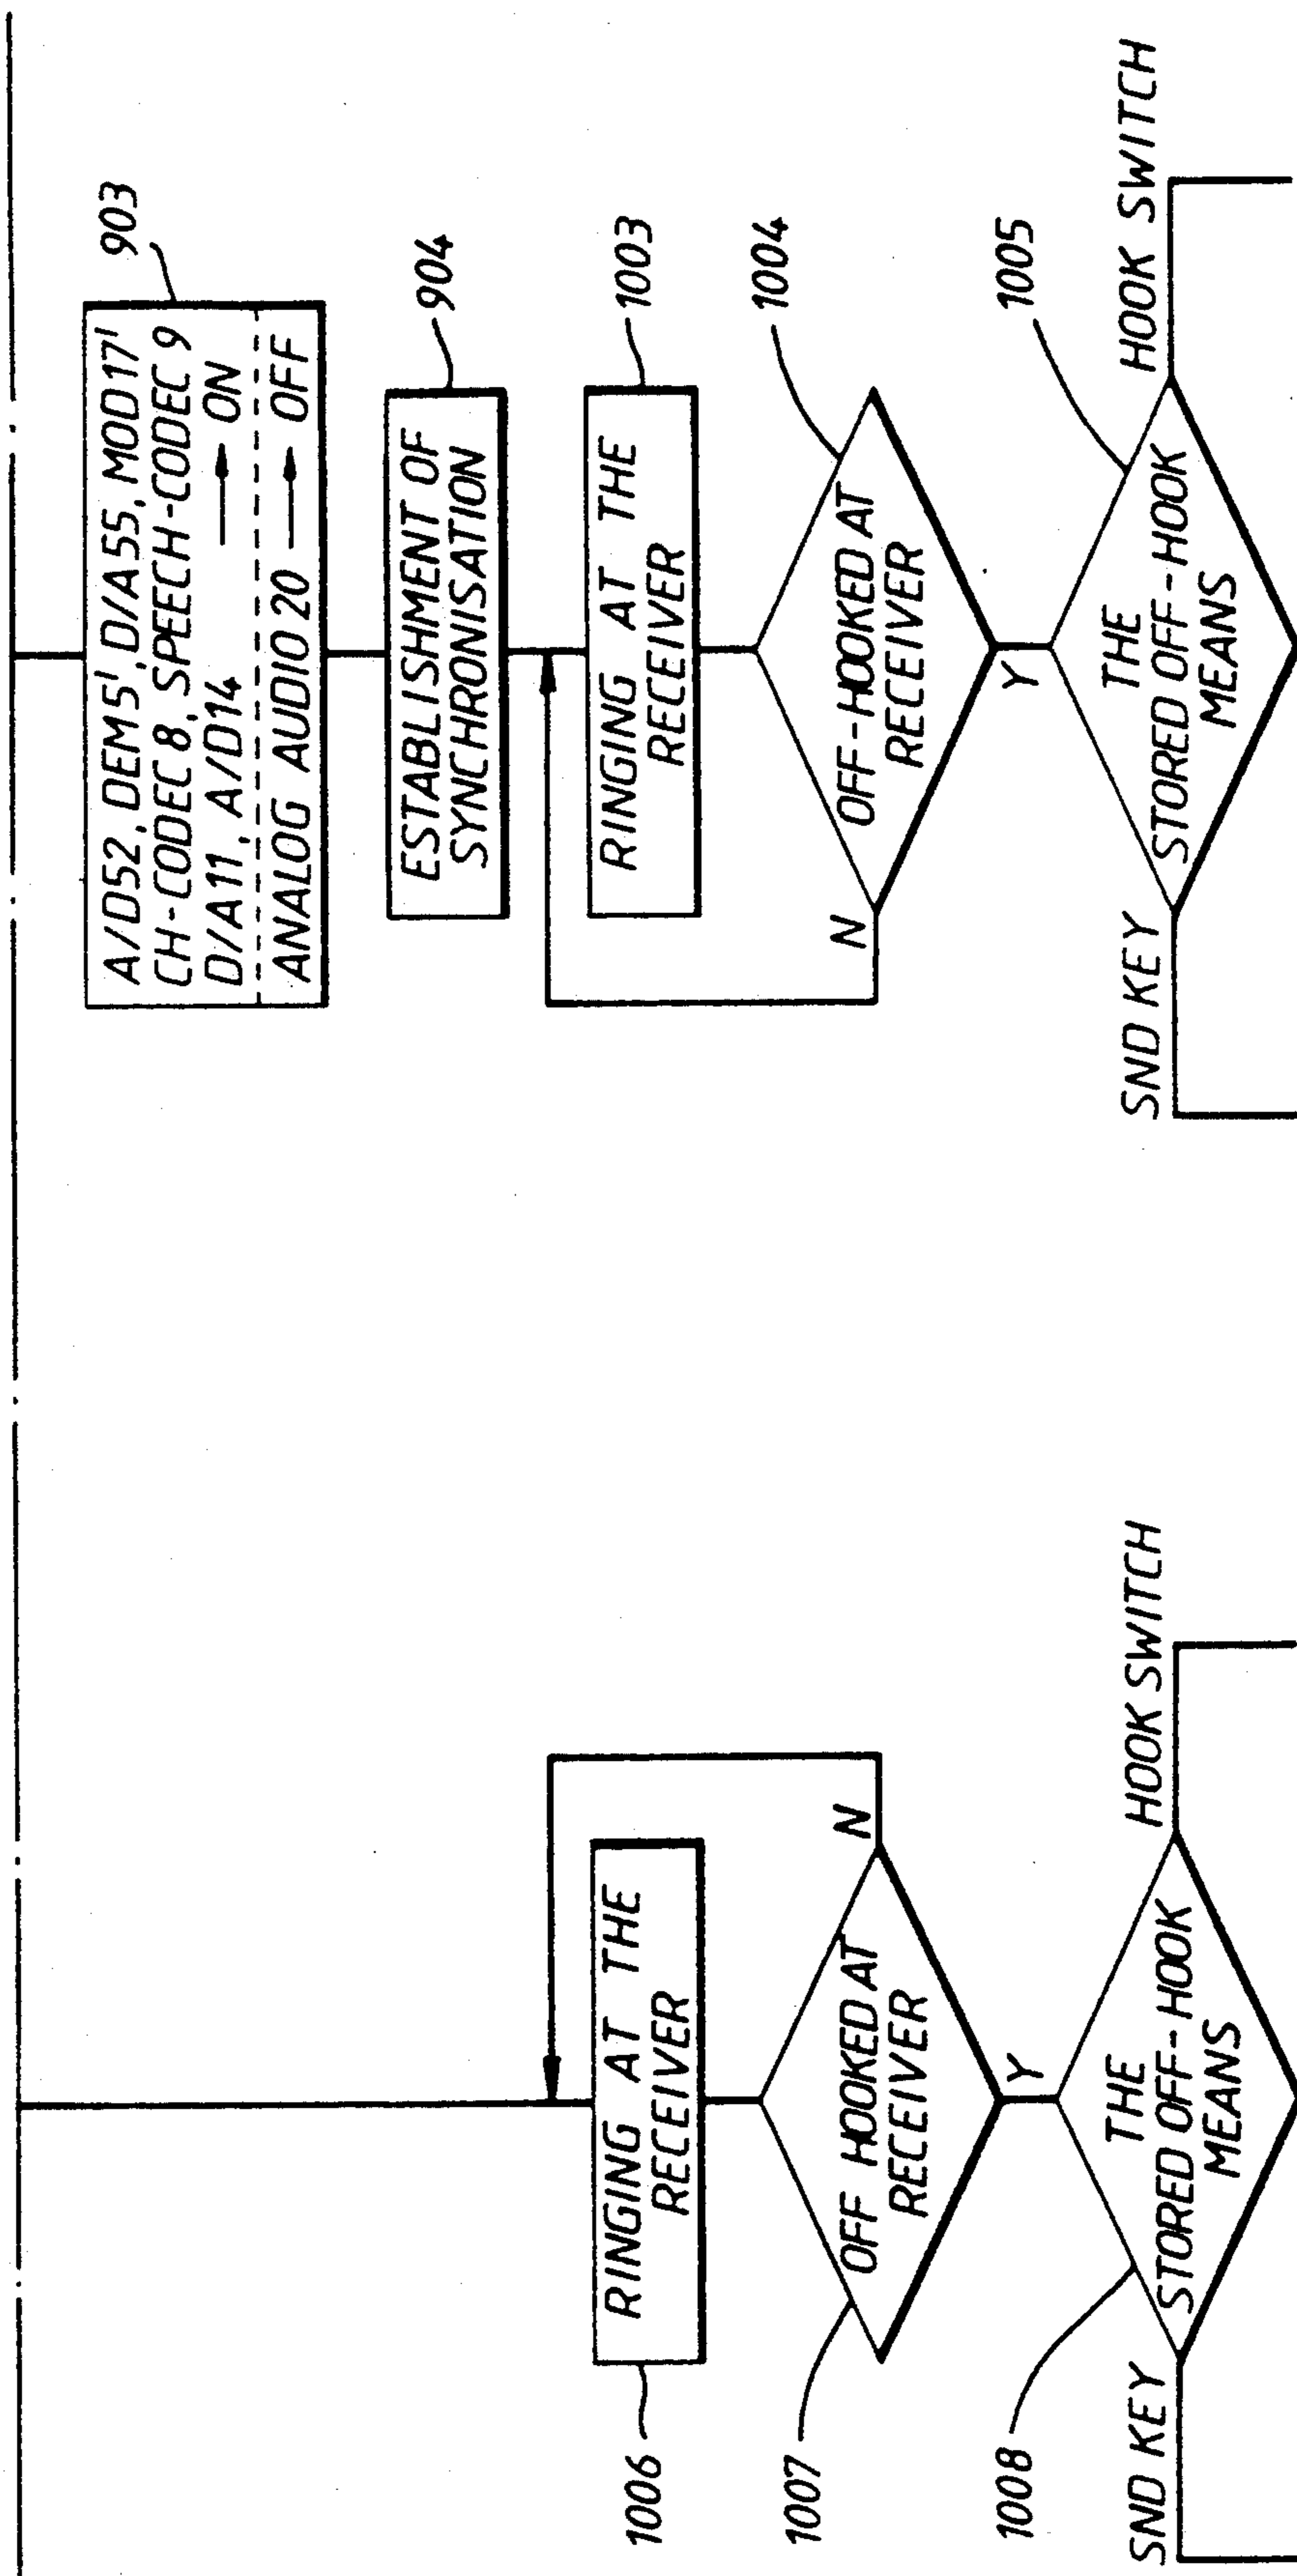 RINGING AT THE
RECEIVER
1006
OFF HOOKED AT
RECEIVER
1007
N
Y
THE
STORED OFF-HOOK
MEANS
1008
SND KEY
HOOK SWITCH
A/D52, DEM5', D/A55, MOD17'
CH-CODEC 8, SPEECH-CODEC 9
D/A11, A/D14 → ON
ANALOG AUDIO 20 → OFF
903
ESTABLISHMENT OF
SYNCHRONISATION
904
RINGING AT THE
RECEIVER
1003
OFF-HOOKED AT
RECEIVER
1004
N
Y
THE
STORED OFF-HOOK
MEANS
1005
SND KEY
HOOK SWITCH